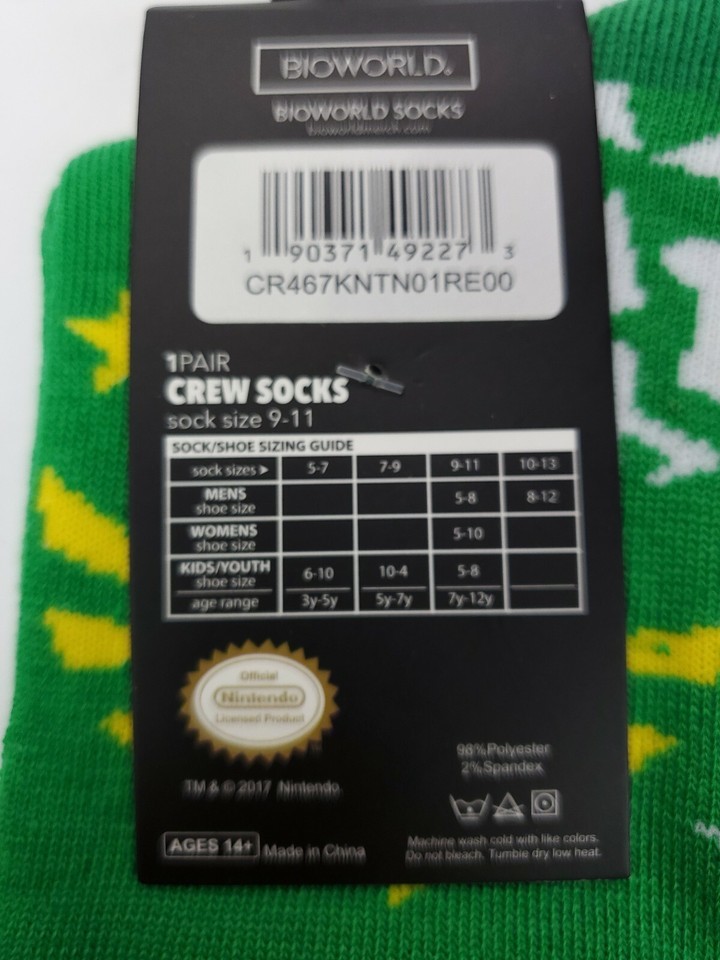 BIOWORLD®
BIOWORLD SOCKS
bioworldmerch.com
1 90371 49227 3
CR467KNTN01RE00
1PAIR
CREW SOCKS
sock size 9-11
SOCK/SHOE SIZING GUIDE
sock sizes ▶ 5-7 7-9 9-11 10-13
MENS shoe size 5-8 8-12
WOMENS shoe size 5-10
KIDS/YOUTH shoe size 6-10 10-4 5-8
age range 3y-5y 5y-7y 7y-12y
Official
Nintendo
Licensed Product
TM & © 2017 Nintendo
98%Polyester
2%Spandex
AGES 14+ Made in China
Machine wash cold with like colors.
Do not bleach. Tumble dry low heat.